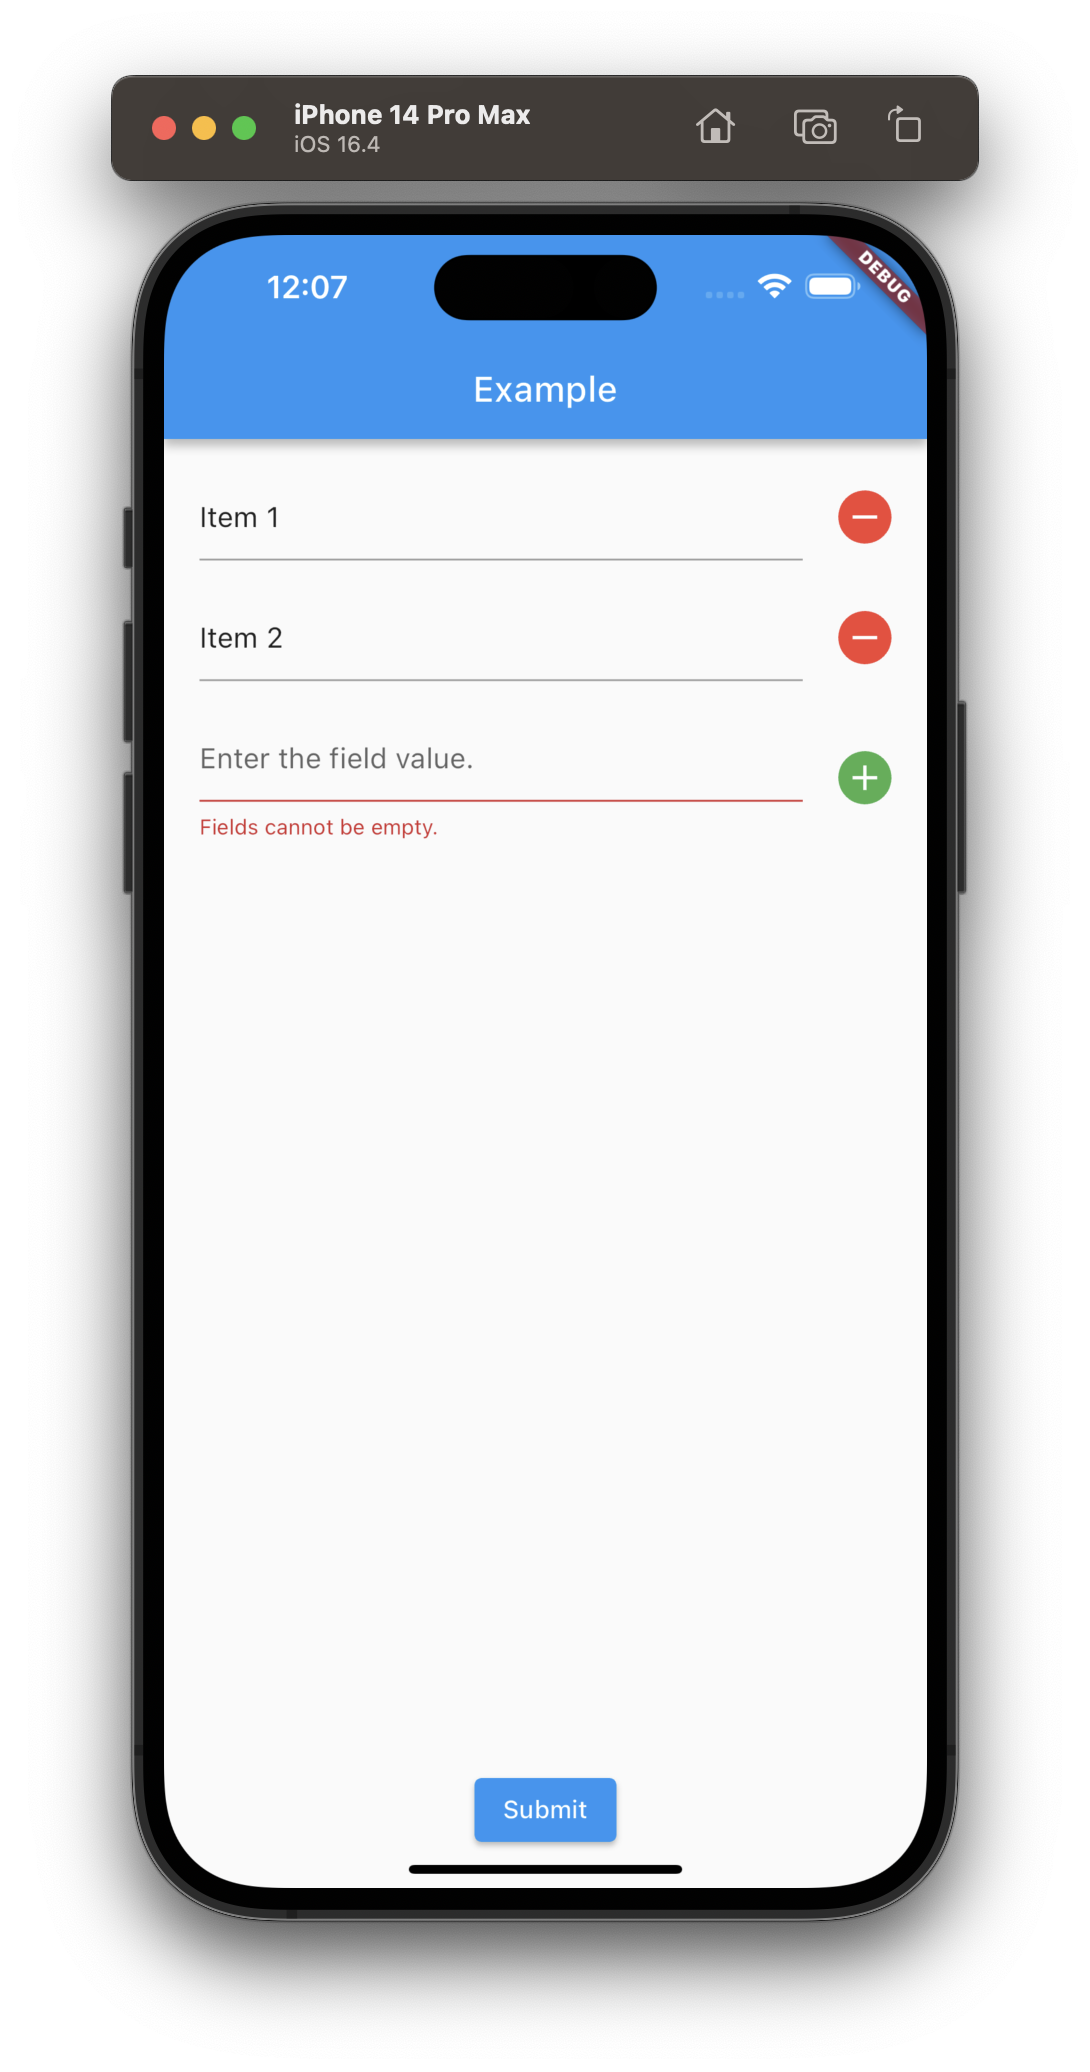 iPhone 14 Pro Max
iOS 16.4
12:07
DEBUG
Example
Item 1
Item 2
Enter the field value.
Fields cannot be empty.
Submit